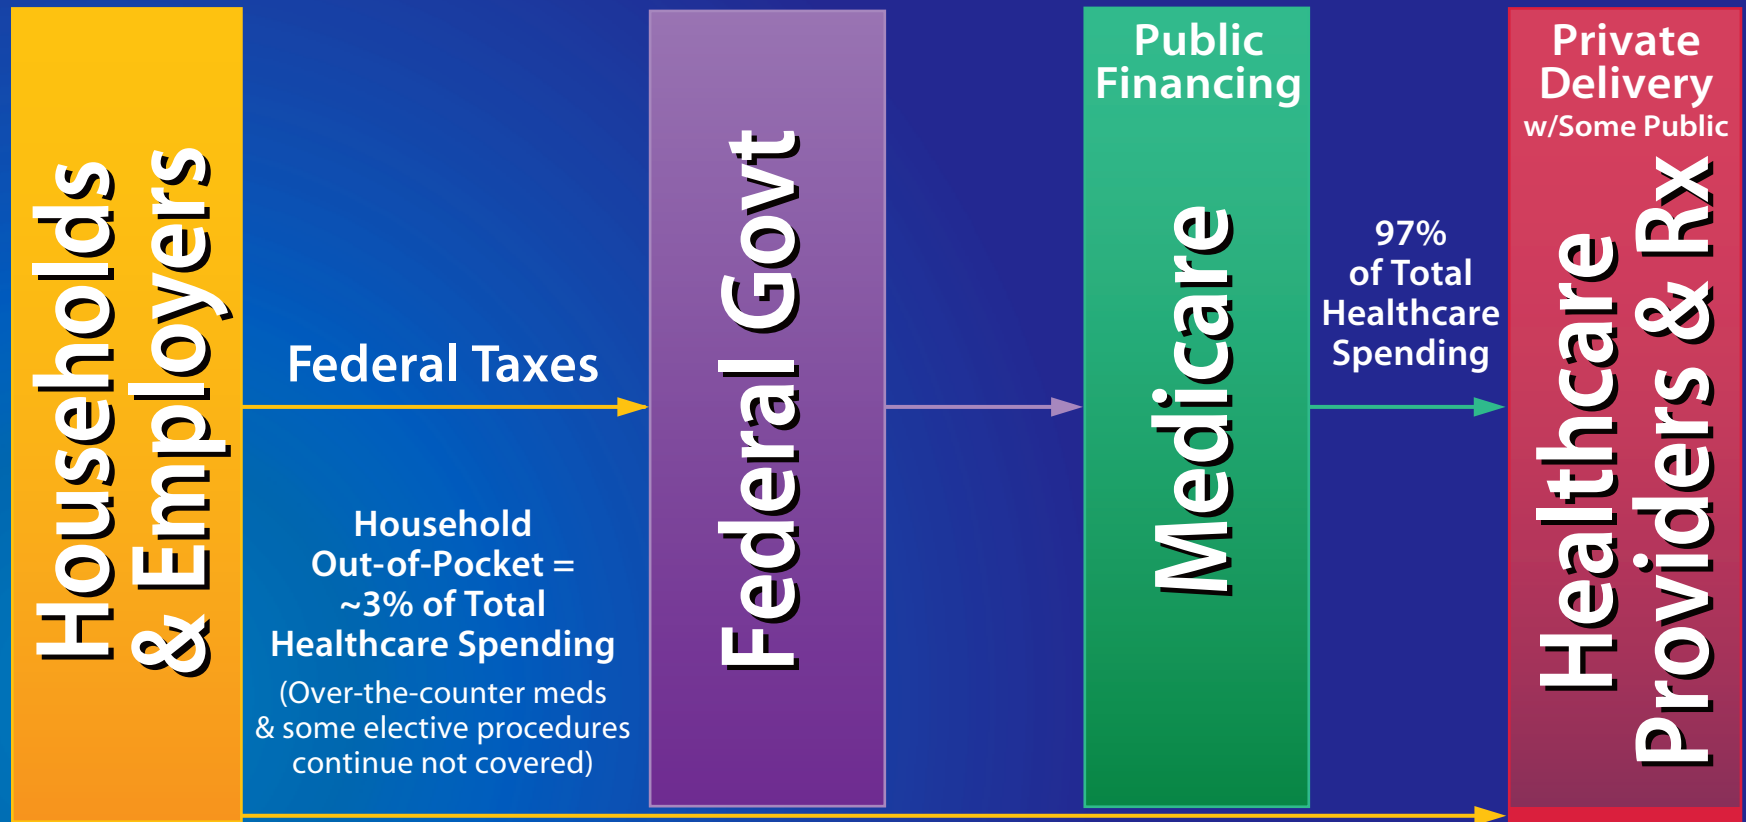 Households
& Employers
Federal Taxes
Household
Out-of-Pocket =
~3% of Total
Healthcare Spending
(Over-the-counter meds
& some elective procedures
continue not covered)
Federal Govt
Public
Financing
Medicare
97%
of Total
Healthcare
Spending
Private
Delivery
w/Some Public
Healthcare
Providers & Rx